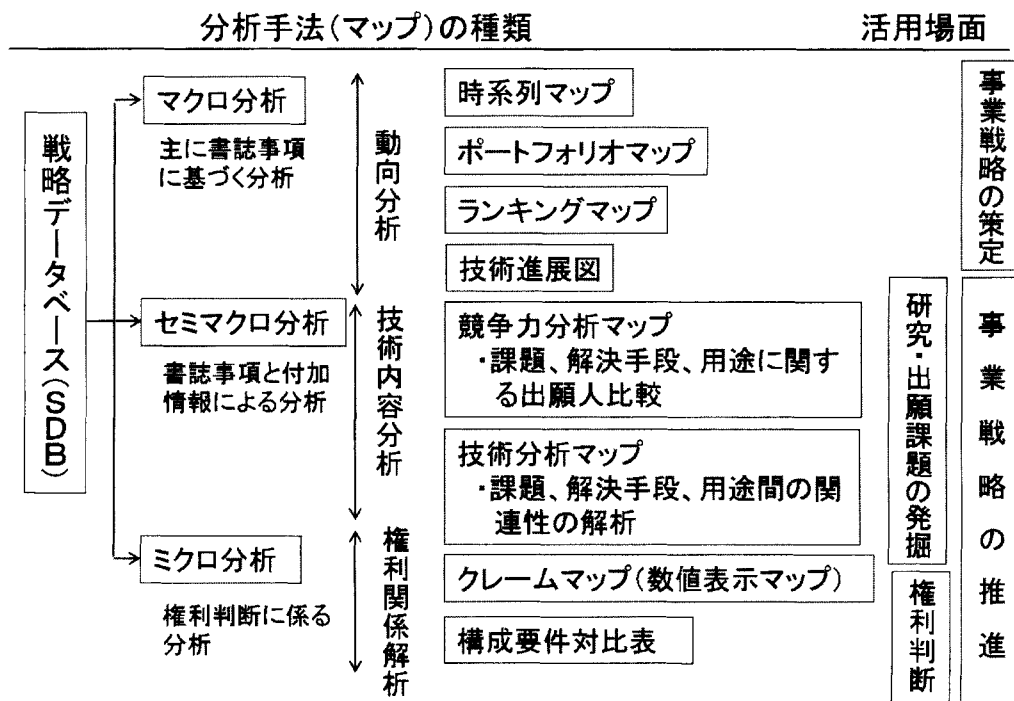 分析手法(マップ)の種類
活用場面
戦略データベース(SDB)
マクロ分析
主に書誌事項
に基づく分析
セミマクロ分析
書誌事項と付加
情報による分析
ミクロ分析
権利判断に係る
分析
動向分析
技術内容分析
権利関係解析
時系列マップ
ポートフォリオマップ
ランキングマップ
技術進展図
競争力分析マップ
・課題、解決手段、用途に関す
る出願人比較
技術分析マップ
・課題、解決手段、用途間の関
連性の解析
クレームマップ(数値表示マップ)
構成要件対比表
研究・出願課題の発掘
権利判断
事業戦略の策定
事業戦略の推進